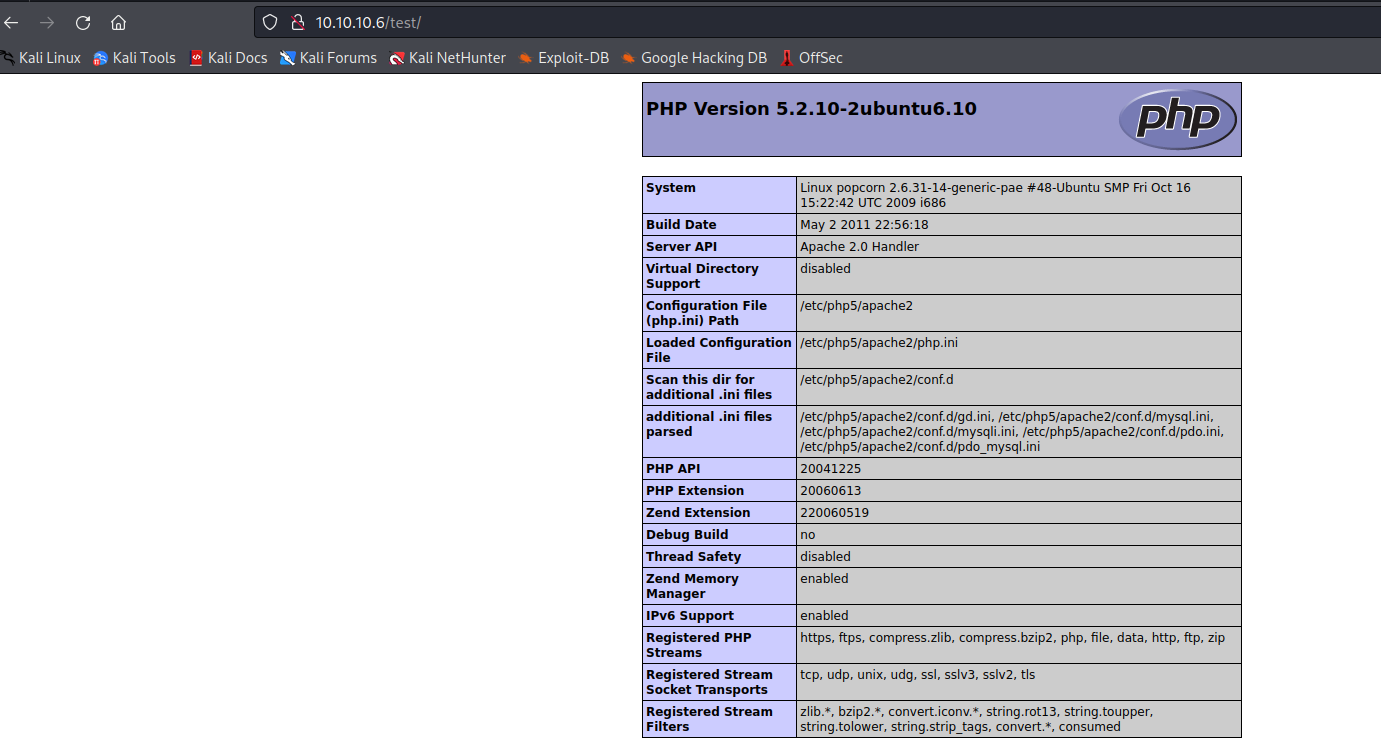 10.10.10.6/test/
Kali Linux Kali Tools Kali Docs Kali Forums Kali NetHunter Exploit-DB Google Hacking DB OffSec
PHP Version 5.2.10-2ubuntu6.10
php
System Linux popcorn 2.6.31-14-generic-pae #48-Ubuntu SMP Fri Oct 16
15:22:42 UTC 2009 i686
Build Date May 2 2011 22:56:18
Server API Apache 2.0 Handler
Virtual Directory
Support disabled
Configuration File
(php.ini) Path /etc/php5/apache2
Loaded Configuration
File /etc/php5/apache2/php.ini
Scan this dir for
additional .ini files /etc/php5/apache2/conf.d
additional .ini files
parsed /etc/php5/apache2/conf.d/gd.ini, /etc/php5/apache2/conf.d/mysql.ini,
/etc/php5/apache2/conf.d/mysqli.ini, /etc/php5/apache2/conf.d/pdo.ini,
/etc/php5/apache2/conf.d/pdo_mysql.ini
PHP API 20041225
PHP Extension 20060613
Zend Extension 220060519
Debug Build no
Thread Safety disabled
Zend Memory
Manager enabled
IPv6 Support enabled
Registered PHP
Streams https, ftps, compress.zlib, compress.bzip2, php, file, data, http, ftp, zip
Registered Stream
Socket Transports tcp, udp, unix, udg, ssl, sslv3, sslv2, tls
Registered Stream
Filters zlib.*, bzip2.*, convert.iconv.*, string.rot13, string.toupper,
string.tolower, string.strip_tags, convert.*, consumed